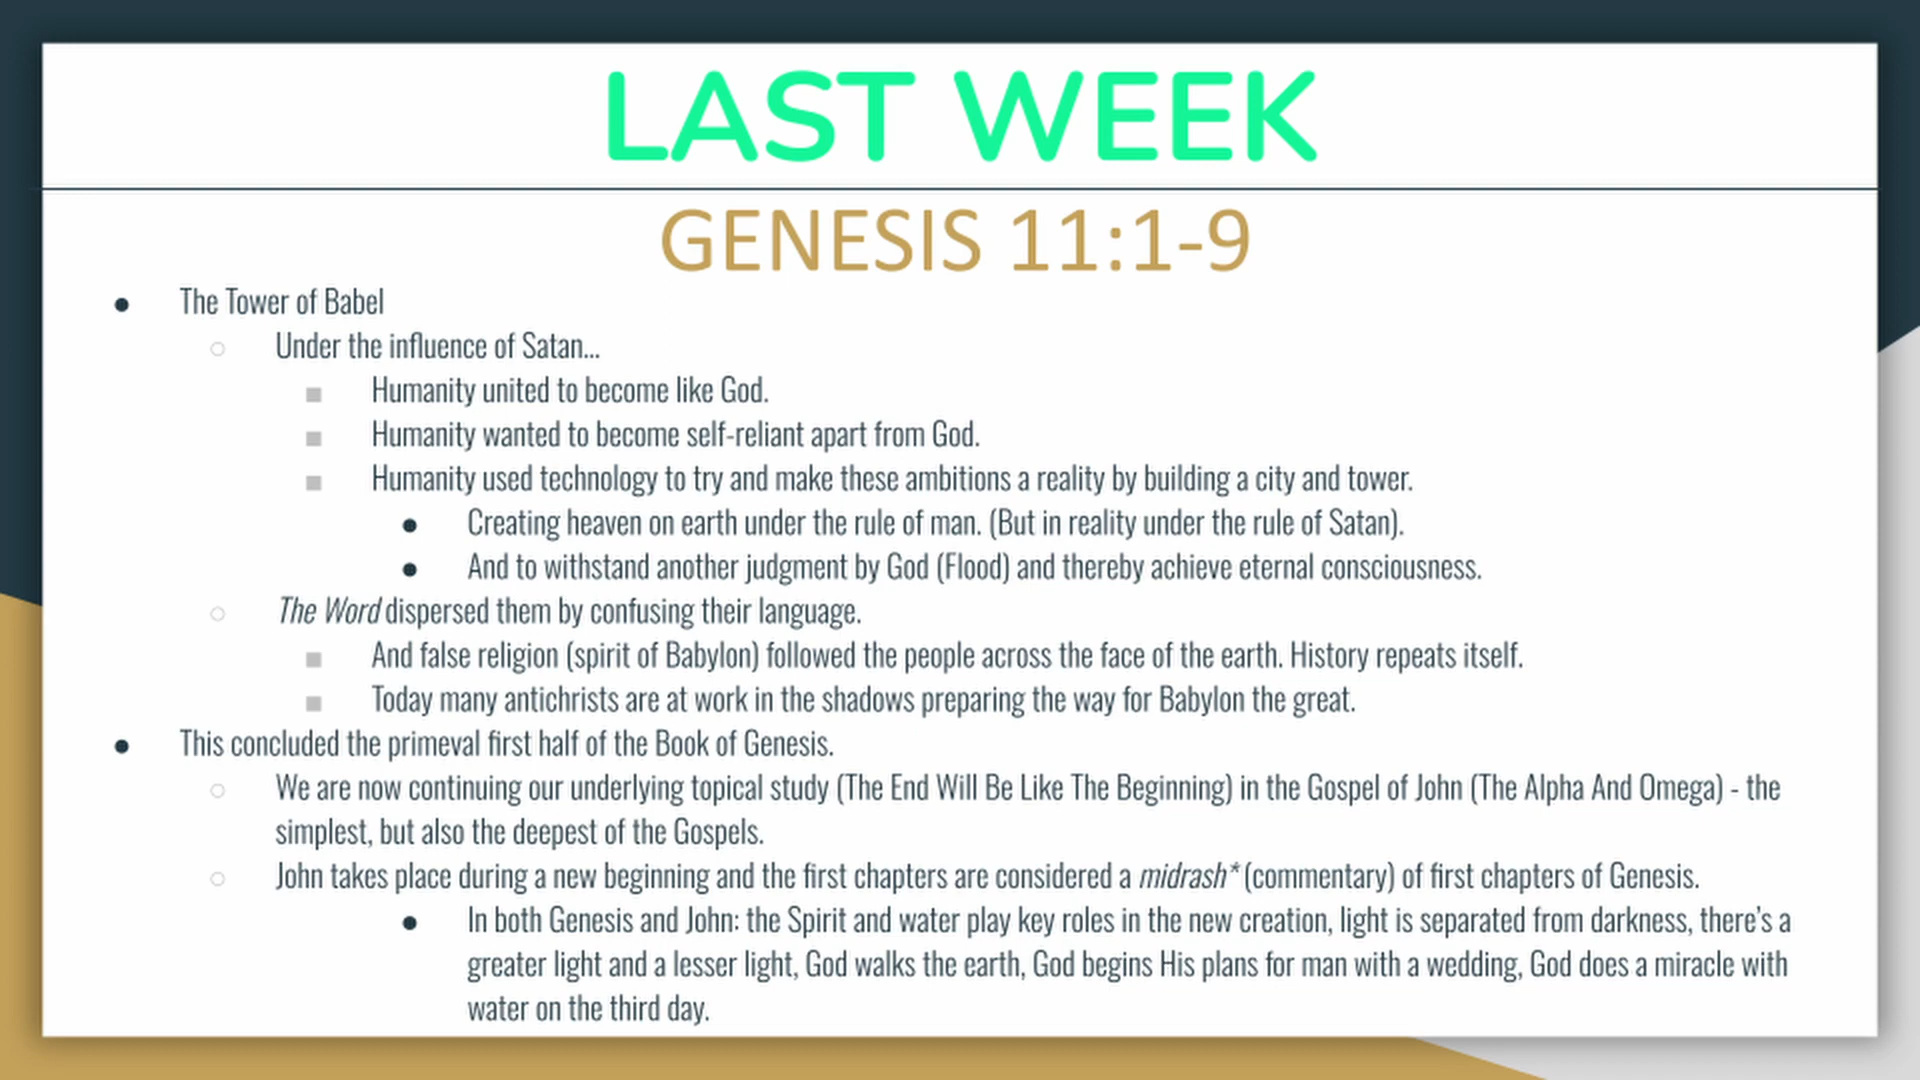 LAST WEEK
GENESIS 11:1-9
● The Tower of Babel
○ Under the influence of Satan...
■ Humanity united to become like God.
■ Humanity wanted to become self-reliant apart from God.
■ Humanity used technology to try and make these ambitions a reality by building a city and tower.
● Creating heaven on earth under the rule of man. (But in reality under the rule of Satan).
● And to withstand another judgment by God (Flood) and thereby achieve eternal consciousness.
○ The Word dispersed them by confusing their language.
■ And false religion (spirit of Babylon) followed the people across the face of the earth. History repeats itself.
■ Today many antichrists are at work in the shadows preparing the way for Babylon the great.
● This concluded the primeval first half of the Book of Genesis.
○ We are now continuing our underlying topical study (The End Will Be Like The Beginning) in the Gospel of John (The Alpha And Omega) - the
simplest, but also the deepest of the Gospels.
○ John takes place during a new beginning and the first chapters are considered a midrash* (commentary) of first chapters of Genesis.
● In both Genesis and John: the Spirit and water play key roles in the new creation, light is separated from darkness, there's a
greater light and a lesser light, God walks the earth, God begins His plans for man with a wedding, God does a miracle with
water on the third day.